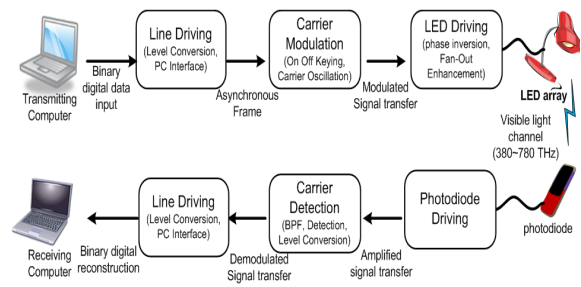 Transmitting
Computer
Binary
digital data
input
Line Driving
(Level Conversion,
PC Interface)
Asynchronous
Frame
Carrier
Modulation
(On Off Keying,
Carrier Oscillation)
Modulated
Signal transfer
LED Driving
(phase inversion,
Fan-Out
Enhancement)
LED array
Visible light
channel
(380~780 THz)
photodiode
Photodiode
Driving
Amplified
signal transfer
Carrier
Detection
(BPF, Detection,
Level Conversion)
Demodulated
Signal transfer
Line Driving
(Level Conversion,
PC Interface)
Binary digital
reconstruction
Receiving
Computer